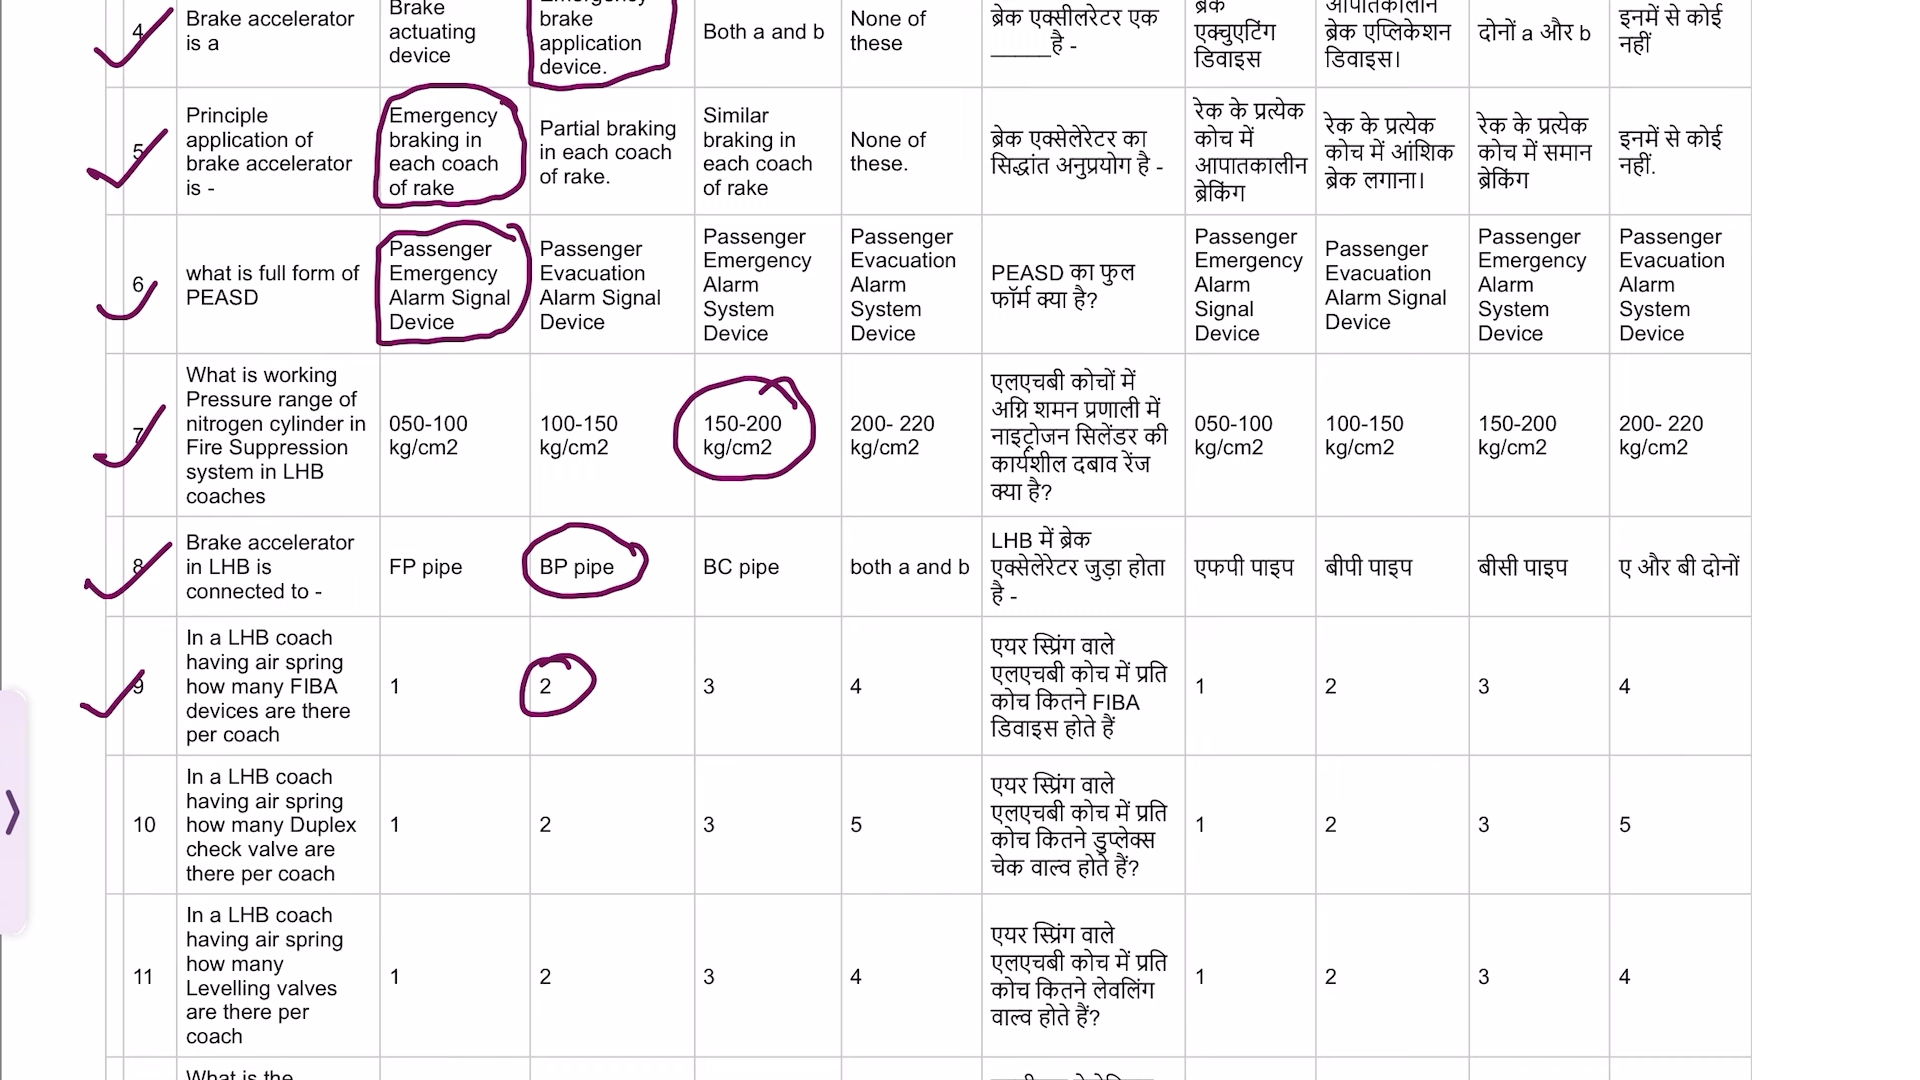 4
Brake accelerator
is a
Brake
actuating
device
brake
application
device.
Both a and b
None of
these
ब्रेक एक्सीलरेटर एक
_____है -
एक्चुएटिंग
डिवाइस
ब्रेक एप्लिकेशन
डिवाइस।
दोनों a और b
इनमें से कोई
नहीं
5
Principle
application of
brake accelerator
is -
Emergency
braking in
each coach
of rake
Partial braking
in each coach
of rake.
Similar
braking in
each coach
of rake
None of
these.
ब्रेक एक्सेलेरेटर का
सिद्धांत अनुप्रयोग है -
रेक के प्रत्येक
कोच में
आपातकालीन
ब्रेकिंग
रेक के प्रत्येक
कोच में आंशिक
ब्रेक लगाना।
रेक के प्रत्येक
कोच में समान
ब्रेकिंग
इनमें से कोई
नहीं.
6
what is full form of
PEASD
Passenger
Emergency
Alarm Signal
Device
Passenger
Evacuation
Alarm Signal
Device
Passenger
Emergency
Alarm
System
Device
Passenger
Evacuation
Alarm
System
Device
PEASD का फुल
फॉर्म क्या है?
Passenger
Emergency
Alarm
Signal
Device
Passenger
Evacuation
Alarm Signal
Device
Passenger
Emergency
Alarm
System
Device
Passenger
Evacuation
Alarm
System
Device
7
What is working
Pressure range of
nitrogen cylinder in
Fire Suppression
system in LHB
coaches
050-100
kg/cm2
100-150
kg/cm2
150-200
kg/cm2
200- 220
kg/cm2
एलएचबी कोचों में
अग्नि शमन प्रणाली में
नाइट्रोजन सिलेंडर की
कार्यशील दबाव रेंज
क्या है?
050-100
kg/cm2
100-150
kg/cm2
150-200
kg/cm2
200- 220
kg/cm2
8
Brake accelerator
in LHB is
connected to -
FP pipe
BP pipe
BC pipe
both a and b
LHB में ब्रेक
एक्सेलेरेटर जुड़ा होता
है -
एफपी पाइप
बीपी पाइप
बीसी पाइप
ए और बी दोनों
9
In a LHB coach
having air spring
how many FIBA
devices are there
per coach
1
2
3
4
एयर स्प्रिंग वाले
एलएचबी कोच में प्रति
कोच कितने FIBA
डिवाइस होते हैं
1
2
3
4
10
In a LHB coach
having air spring
how many Duplex
check valve are
there per coach
1
2
3
5
एयर स्प्रिंग वाले
एलएचबी कोच में प्रति
कोच कितने डुप्लेक्स
चेक वाल्व होते हैं?
1
2
3
5
11
In a LHB coach
having air spring
how many
Levelling valves
are there per
coach
1
2
3
4
एयर स्प्रिंग वाले
एलएचबी कोच में प्रति
कोच कितने लेवलिंग
वाल्व होते हैं?
1
2
3
4
What is the